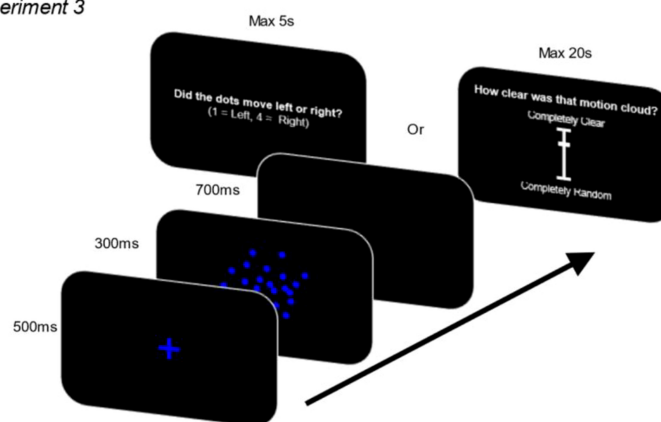 eriment 3
Max 5s
Did the dots move left or right?
(1 = Left, 4 = Right)
Or
Max 20s
How clear was that motion cloud?
Completely Clear
Completely Random
700ms
300ms
500ms